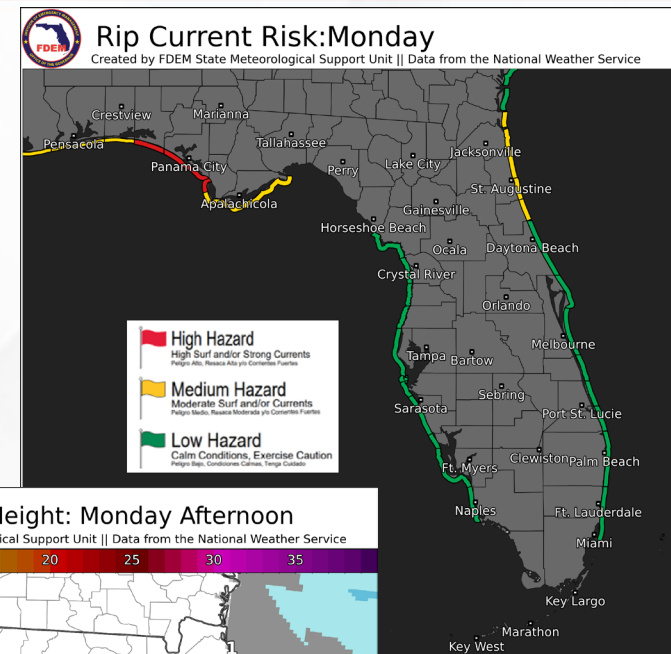 FDEM
Rip Current Risk:Monday
Created by FDEM State Meteorological Support Unit || Data from the National Weather Service
Crestview
Marianna
Pensacola
Tallahassee
Jacksonville
Panama City
Perry
Lake City
St. Augustine
Apalachicola
Gainesville
Horseshoe Beach
Ocala
Daytona Beach
Crystal River
Orlando
High Hazard
High Surf and/or Strong Currents
Peligro Alto, Resaca Alta y/o Corrientes Fuertes
Medium Hazard
Moderate Surf and/or Currents
Peligro Medio, Resaca Moderada y/o Corrientes Fuertes
Low Hazard
Calm Conditions, Exercise Caution
Peligro Bajo, Condiciones Calmas, Tenga Cuidado
Melbourne
Tampa
Bartow
Sebring
Sarasota
Port St. Lucie
Clewiston
Palm Beach
Ft. Myers
Naples
Ft. Lauderdale
Miami
Key Largo
Marathon
Key West
Height: Monday Afternoon
ical Support Unit || Data from the National Weather Service
20 25 30 35